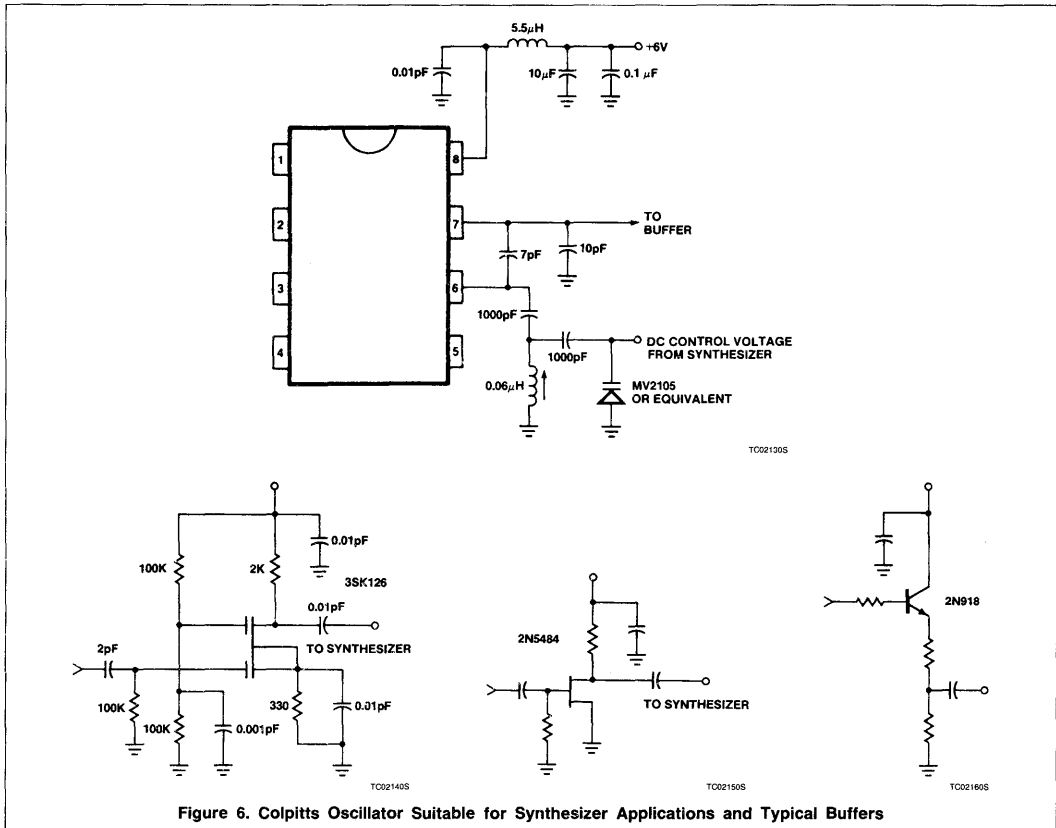 5.5μH
+6V
0.01pF
10μF
0.1 μF
1
8
2
7
TO
BUFFER
7pF
10pF
3
6
1000pF
4
5
1000pF
DC CONTROL VOLTAGE
FROM SYNTHESIZER
0.06μH
MV2105
OR EQUIVALENT
TC02130S
0.01pF
100K
2K
3SK126
0.01pF
TO SYNTHESIZER
2pF
100K
100K
0.001pF
330
0.01pF
TC02140S
2N5484
TO SYNTHESIZER
TC02150S
2N918
TC02160S
Figure 6. Colpitts Oscillator Suitable for Synthesizer Applications and Typical Buffers